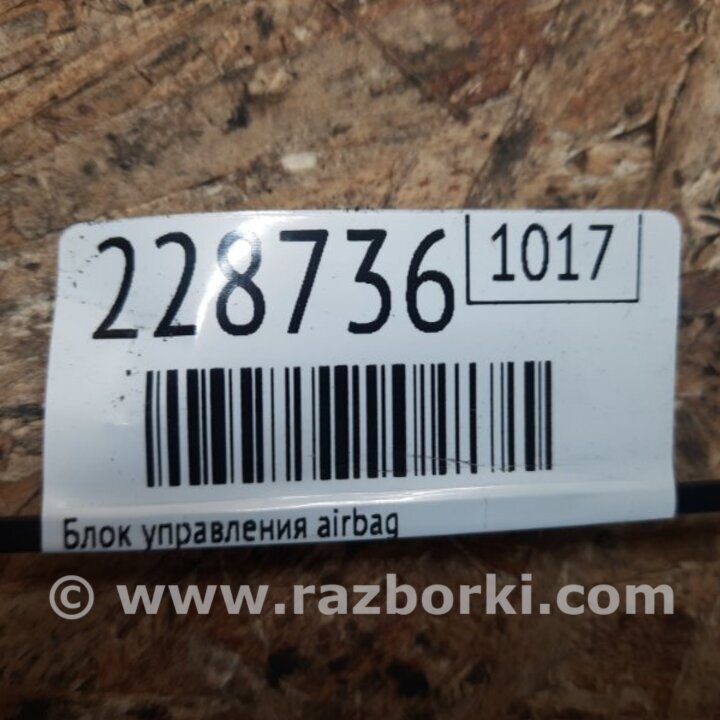 228736 1017
Блок управления airbag
© www.razborki.com